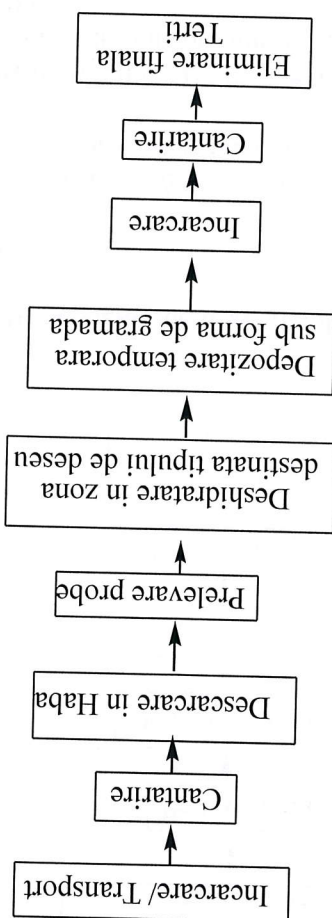 Incarcare/ Transport
Cantarire
Descarcare in Haba
Prelevare probe
Deshidratare in zona
destinata tipului de deseu
Depozitare temporara
sub forma de gramada
Incarcare
Cantarire
Eliminare finala
Terti